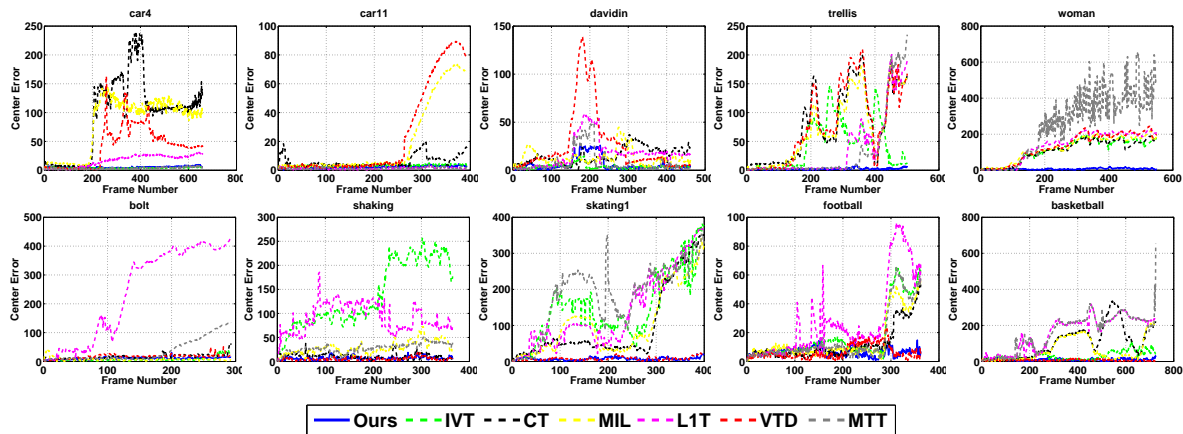 car4
car11
davidin
trellis
woman
Center Error
250
200
150
100
50
0
0 200 400 600 800
Frame Number
Center Error
100
80
60
40
20
0
0 100 200 300 400
Frame Number
Center Error
150
100
50
0
0 100 200 300 400 500
Frame Number
Center Error
250
200
150
100
50
0
0 200 400 600
Frame Number
Center Error
800
600
400
200
0
0 200 400 600
Frame Number
bolt
shaking
skating1
football
basketball
Center Error
500
400
300
200
100
0
0 100 200 300
Frame Number
Center Error
300
250
200
150
100
50
0
0 100 200 300 400
Frame Number
Center Error
400
300
200
100
0
0 100 200 300 400
Frame Number
Center Error
100
80
60
40
20
0
0 100 200 300 400
Frame Number
Center Error
800
600
400
200
0
0 200 400 600 800
Frame Number
Ours IVT CT MIL L1T VTD MTT